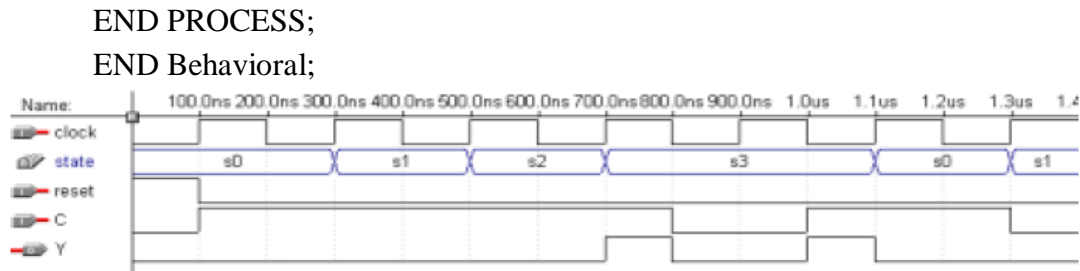 END PROCESS;
END Behavioral;
Name: 100.0ns 200.0ns 300.0ns 400.0ns 500.0ns 600.0ns 700.0ns 800.0ns 900.0ns 1.0us 1.1us 1.2us 1.3us 1.4
clock
state s0 s1 s2 s3 s0 s1
reset
C
Y